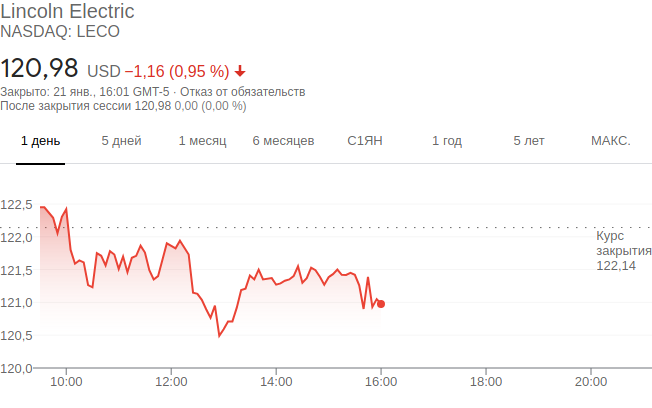 Lincoln Electric
NASDAQ: LECO
120,98 USD −1,16 (0,95 %)
Закрыто: 21 янв., 16:01 GMT-5 · Отказ от обязательств
После закрытия сессии 120,98 0,00 (0,00 %)
1 день 5 дней 1 месяц 6 месяцев С1ЯН 1 год 5 лет МАКС.
122,5
122,0
121,5
121,0
120,5
120,0
Курс
закрытия
122,14
10:00 12:00 14:00 16:00 18:00 20:00